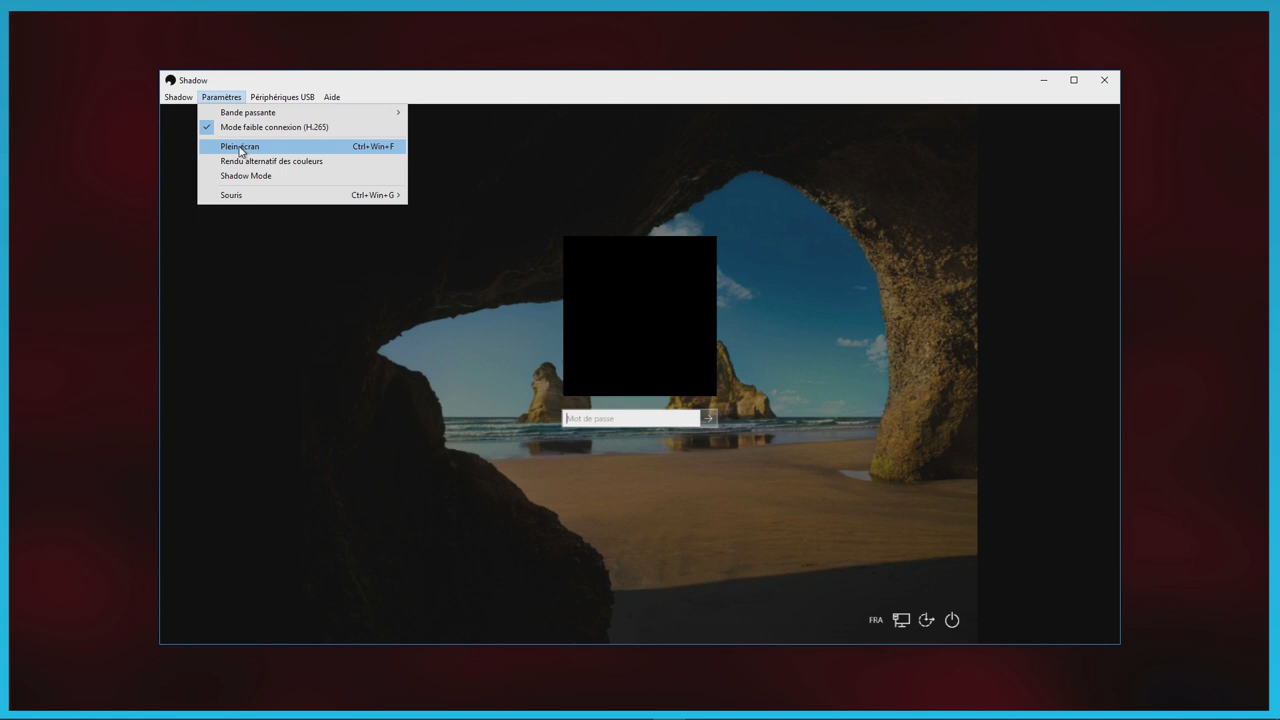 Shadow
Shadow Paramètres Périphériques USB Aide
Bande passante
Mode faible connexion (H.265)
Plein écran Ctrl+Win+F
Rendu alternatif des couleurs
Shadow Mode
Souris Ctrl+Win+G
Mot de passe
FRA